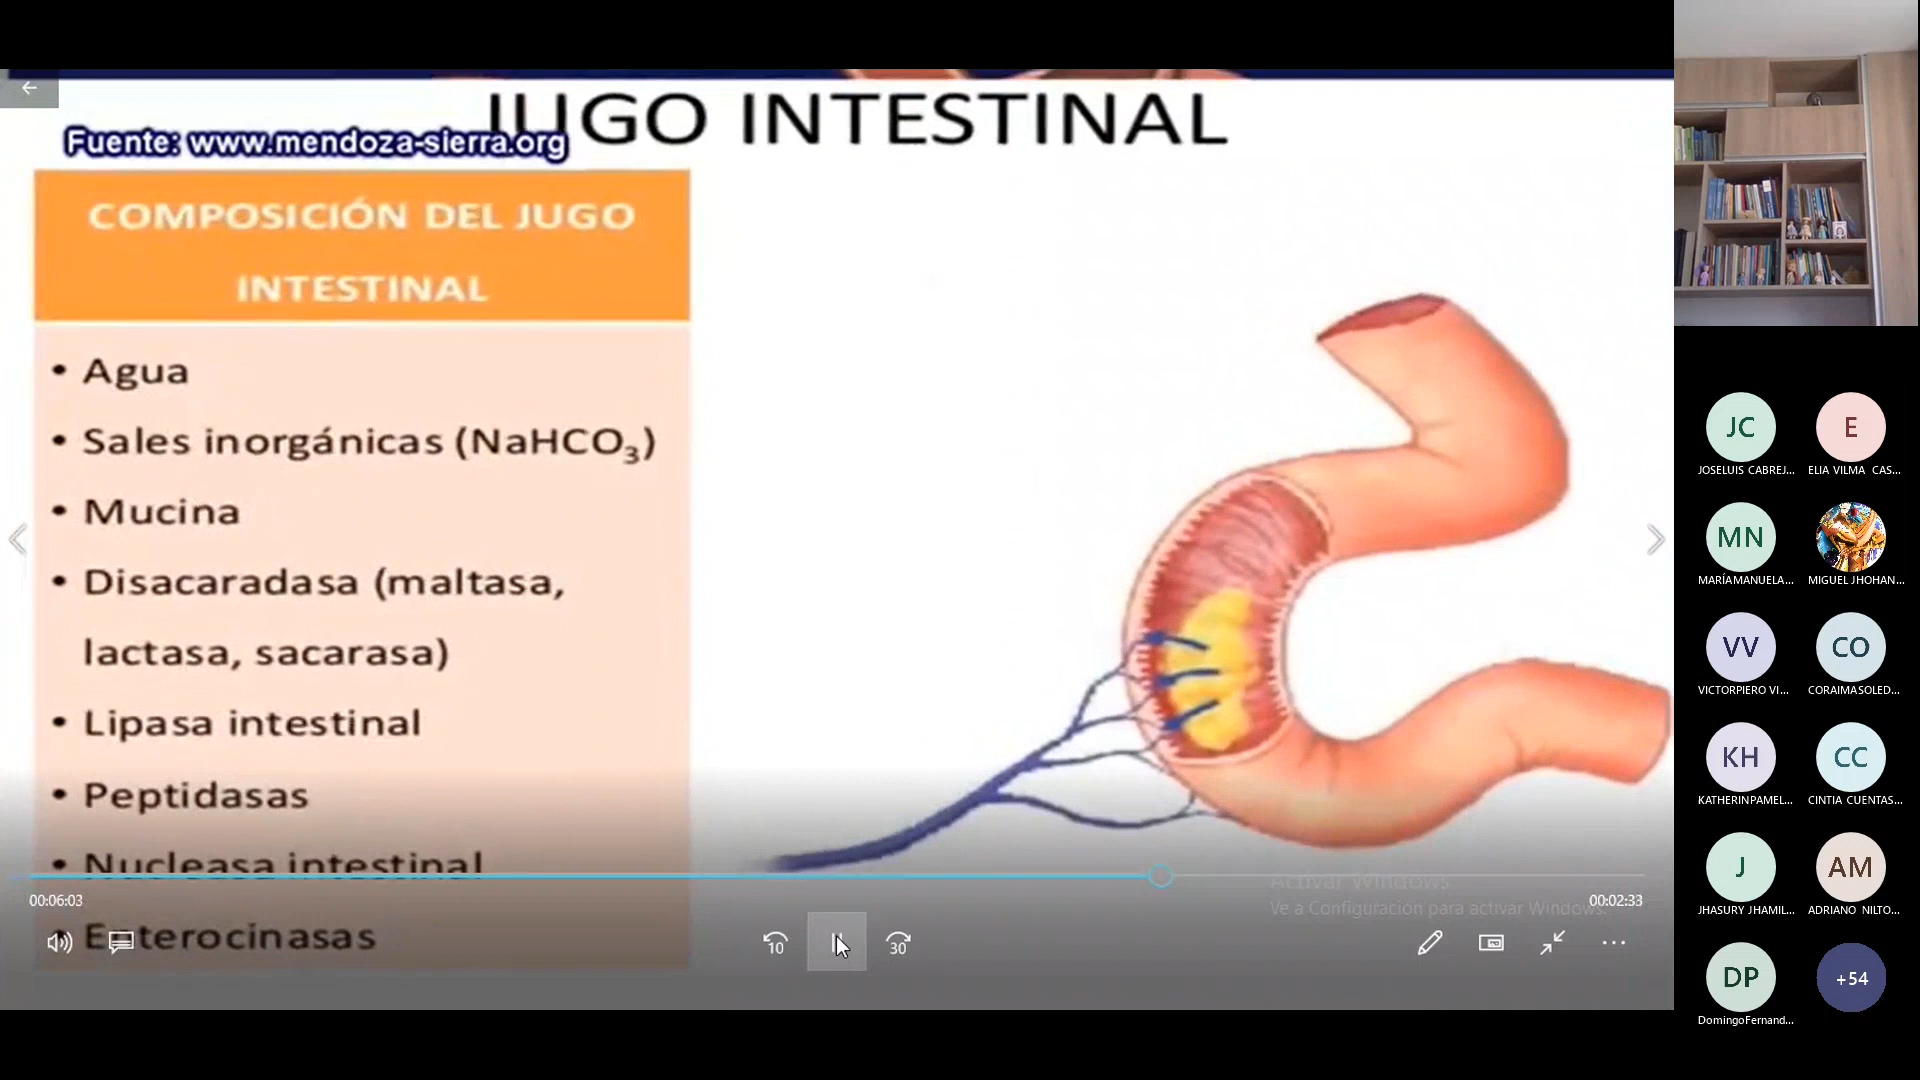 JUGO INTESTINAL
Fuente: www.mendoza-sierra.org
COMPOSICIÓN DEL JUGO
INTESTINAL
• Agua
• Sales inorgánicas (NaHCO₃)
• Mucina
• Disacaradasa (maltasa,
lactasa, sacarasa)
• Lipasa intestinal
• Peptidasas
• Nucleasa intestinal
• Enterocinasas
00:06:03
00:02:33
10
30
Activar Windows
Ve a Configuración para activar Windows.
JC
JOSELUIS CABREJ...
E
ELIA VILMA CAS...
MN
MARÍAMANUELA...
MIGUEL JHOHAN...
VV
VICTORPIERO VI...
CO
CORAIMASOLED...
KH
KATHERINPAMEL...
CC
CINTIA CUENTAS...
J
JHASURY JHAMIL...
AM
ADRIANO NILTO...
DP
DomingoFernand...
+54